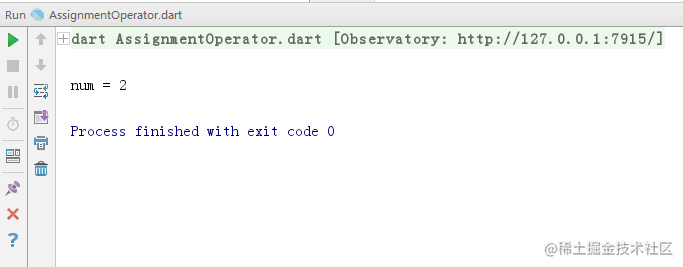 Run AssignmentOperator.dart
dart AssignmentOperator.dart [Observatory: http://127.0.0.1:7915/]
num = 2
Process finished with exit code 0
@稀土掘金技术社区